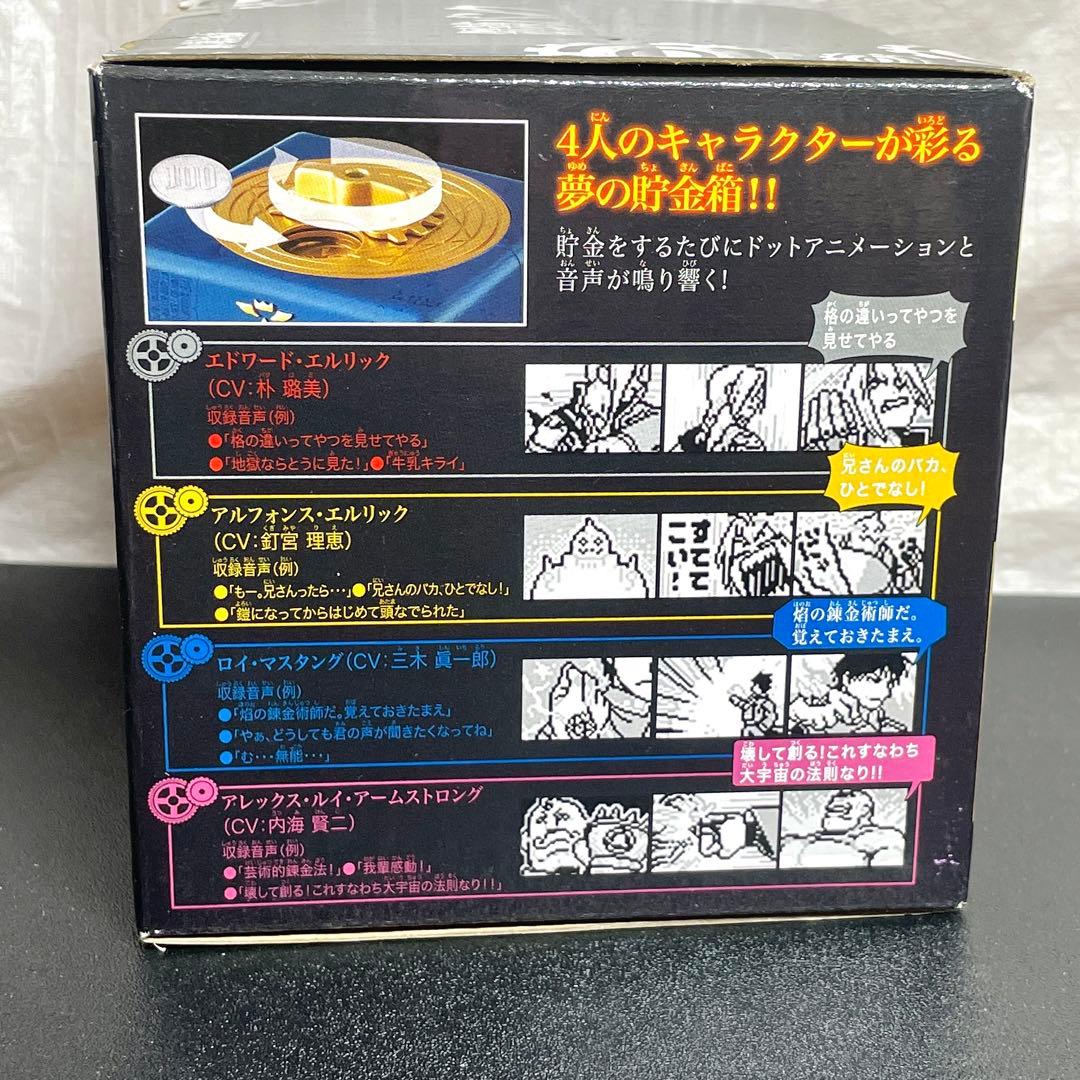 100
4人のキャラクターが彩る
夢の貯金箱!!
貯金をするたびにドットアニメーションと
音声が鳴り響く!
格の違いってやつを
見せてやる
エドワード・エルリック
(CV:朴 璐美)
収録音声(例)
●「格の違いってやつを見せてやる」
●「地獄ならとうに見た!」●「牛乳キライ」
兄さんのバカ、
ひとでなし!
アルフォンス・エルリック
(CV:釘宮 理恵)
収録音声(例)
●「もー。兄さんったら…」●「兄さんのバカ、ひとでなし!」
●「鎧になってからはじめて頭なでられた」
すてて
こい!
焰の錬金術師だ。
覚えておきたまえ。
ロイ・マスタング(CV:三木 眞一郎)
収録音声(例)
●「焰の錬金術師だ。覚えておきたまえ」
●「やぁ、どうしても君の声が聞きたくなってね」
●「む…無能…」
壊して創る!これすなわち
大宇宙の法則なり!!
アレックス・ルイ・アームストロング
(CV:内海 賢二)
収録音声(例)
●「芸術的錬金法!」●「我輩感動!」
●「壊して創る!これすなわち大宇宙の法則なり!!」